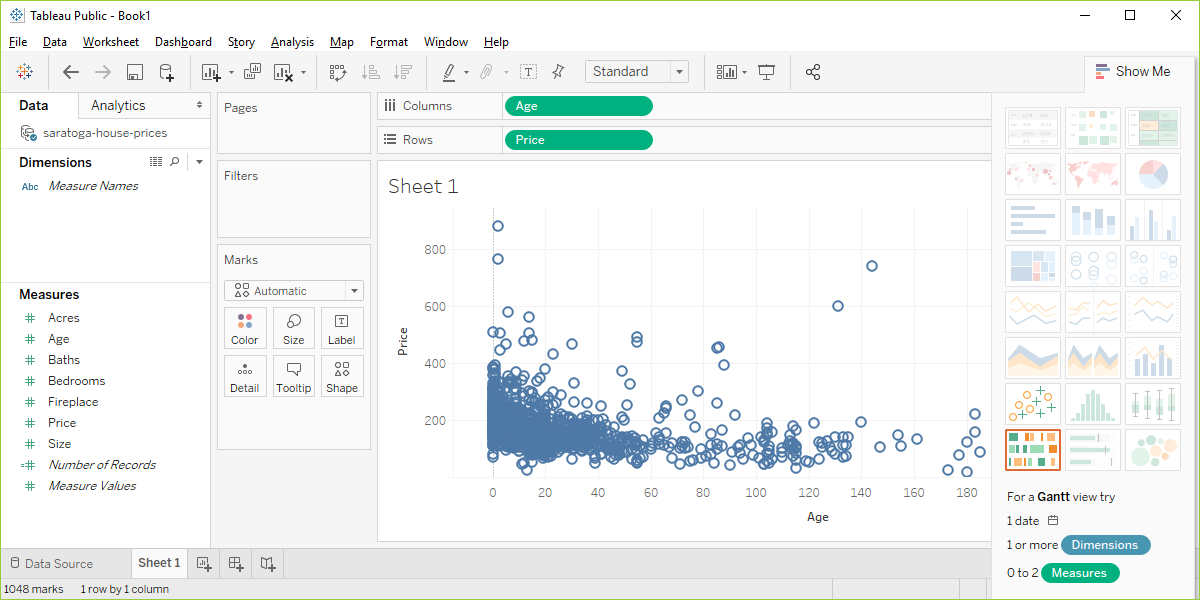 Tableau Public - Book1
File Data Worksheet Dashboard Story Analysis Map Format Window Help
Standard
Show Me
Data Analytics
saratoga-house-prices
Dimensions
Abc Measure Names
Measures
Acres
Age
Baths
Bedrooms
Fireplace
Price
Size
Number of Records
Measure Values
Pages
Filters
Marks
Automatic
Color Size Label
Detail Tooltip Shape
Columns Age
Rows Price
Sheet 1
Price
800
600
400
200
0 20 40 60 80 100 120 140 160 180
Age
For a Gantt view try
1 date
1 or more Dimensions
0 to 2 Measures
Data Source Sheet 1
1048 marks 1 row by 1 column